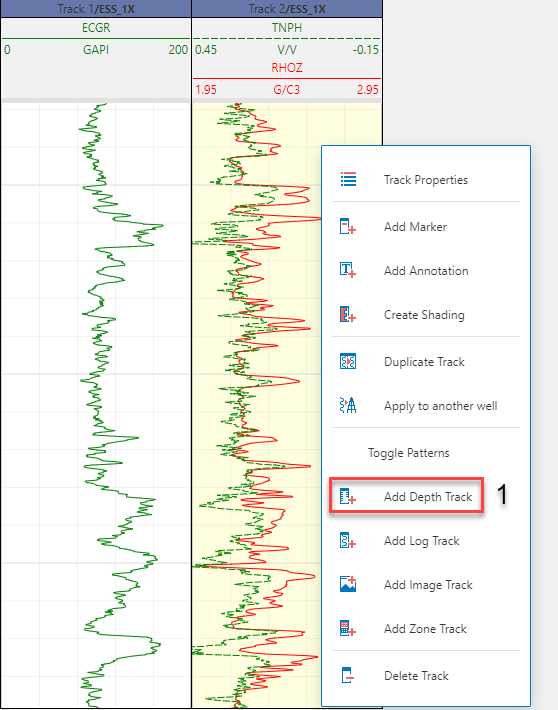 Track 1/ESS_1X
Track 2/ESS_1X
ECGR
TNPH
0 GAPI 200
0.45 V/V -0.15
RHOZ
1.95 G/C3 2.95
Track Properties
Add Marker
Add Annotation
Create Shading
Duplicate Track
Apply to another well
Toggle Patterns
Add Depth Track
1
Add Log Track
Add Image Track
Add Zone Track
Delete Track